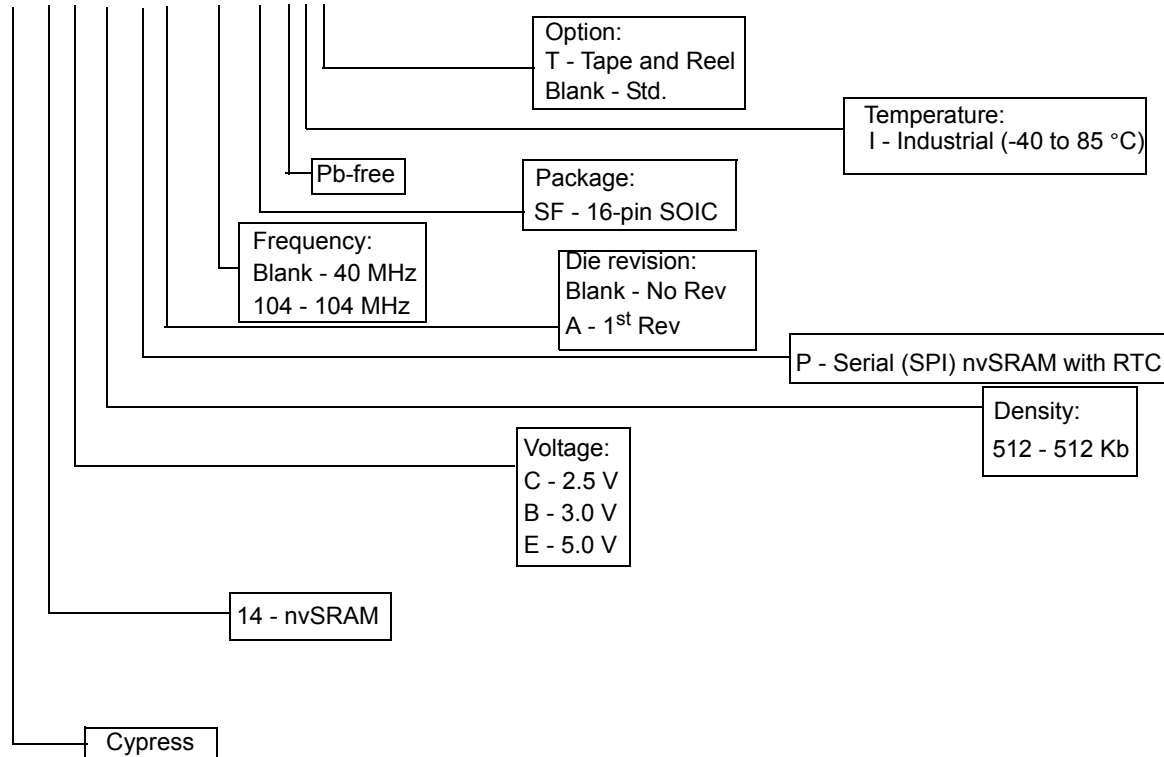 Option:
T - Tape and Reel
Blank - Std.
Temperature:
I - Industrial (-40 to 85 °C)
Pb-free
Package:
SF - 16-pin SOIC
Frequency:
Blank - 40 MHz
104 - 104 MHz
Die revision:
Blank - No Rev
A - 1st Rev
P - Serial (SPI) nvSRAM with RTC
Density:
512 - 512 Kb
Voltage:
C - 2.5 V
B - 3.0 V
E - 5.0 V
14 - nvSRAM
Cypress